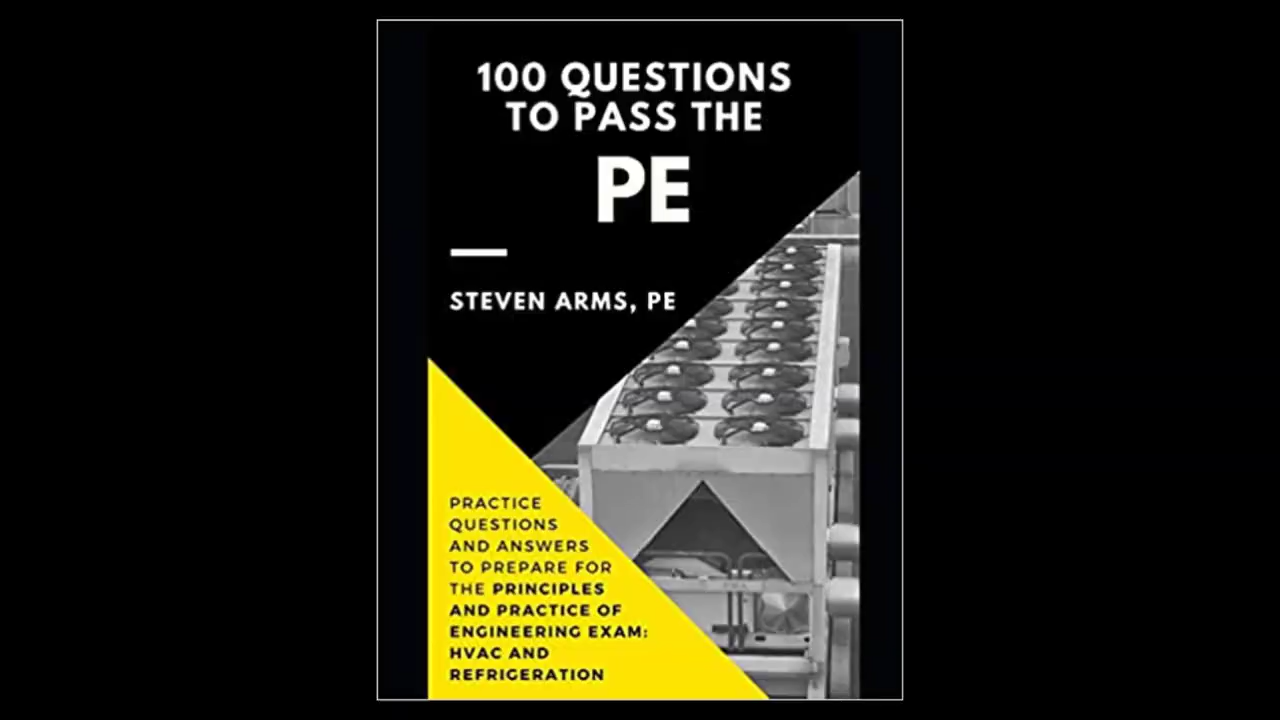 100 QUESTIONS
TO PASS THE
PE
STEVEN ARMS, PE
PRACTICE
QUESTIONS
AND ANSWERS
TO PREPARE FOR
THE PRINCIPLES
AND PRACTICE OF
ENGINEERING EXAM:
HVAC AND
REFRIGERATION